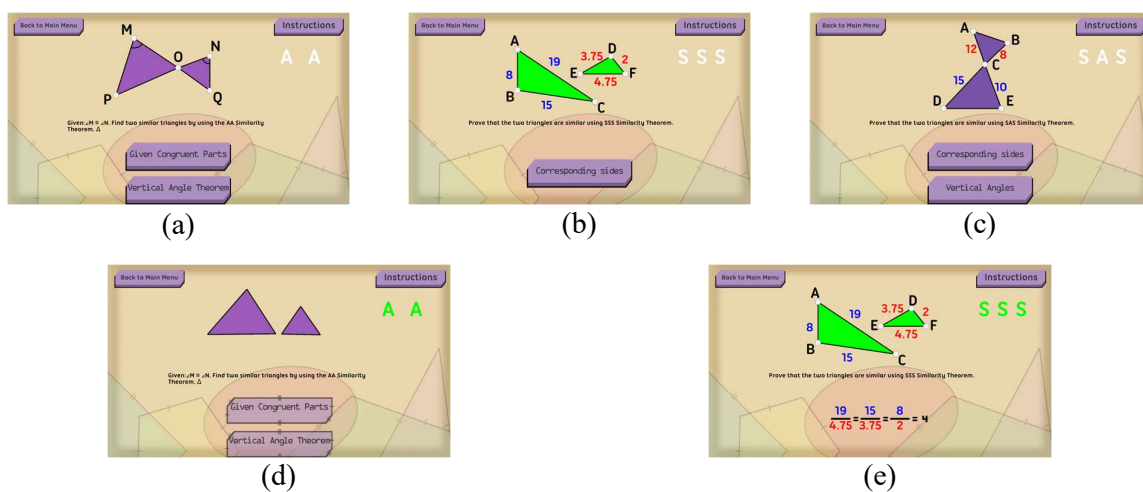 Back to Main Menu
Instructions
A A
M
N
O
P
Q
Given:∠M ≅ ∠N. Find two similar triangles by using the AA Similarity
Theorem. Δ
Given Congruent Parts
Vertical Angle Theorem
(a)
Back to Main Menu
Instructions
S S S
A
19
8
B
15
C
3.75
D
2
E
F
4.75
Prove that the two triangles are similar using SSS Similarity Theorem.
Corresponding sides
(b)
Back to Main Menu
Instructions
S A S
A
B
12
8
C
15
10
D
E
Prove that the two triangles are similar using SAS Similarity Theorem.
Corresponding sides
Vertical Angles
(c)
Back to Main Menu
Instructions
A A
Given:∠M ≅ ∠N. Find two similar triangles by using the AA Similarity
Theorem. Δ
Given Congruent Parts
Vertical Angle Theorem
(d)
Back to Main Menu
Instructions
S S S
A
19
8
B
15
C
3.75
D
2
E
F
4.75
Prove that the two triangles are similar using SSS Similarity Theorem.
19/4.75 = 15/3.75 = 8/2 = 4
(e)